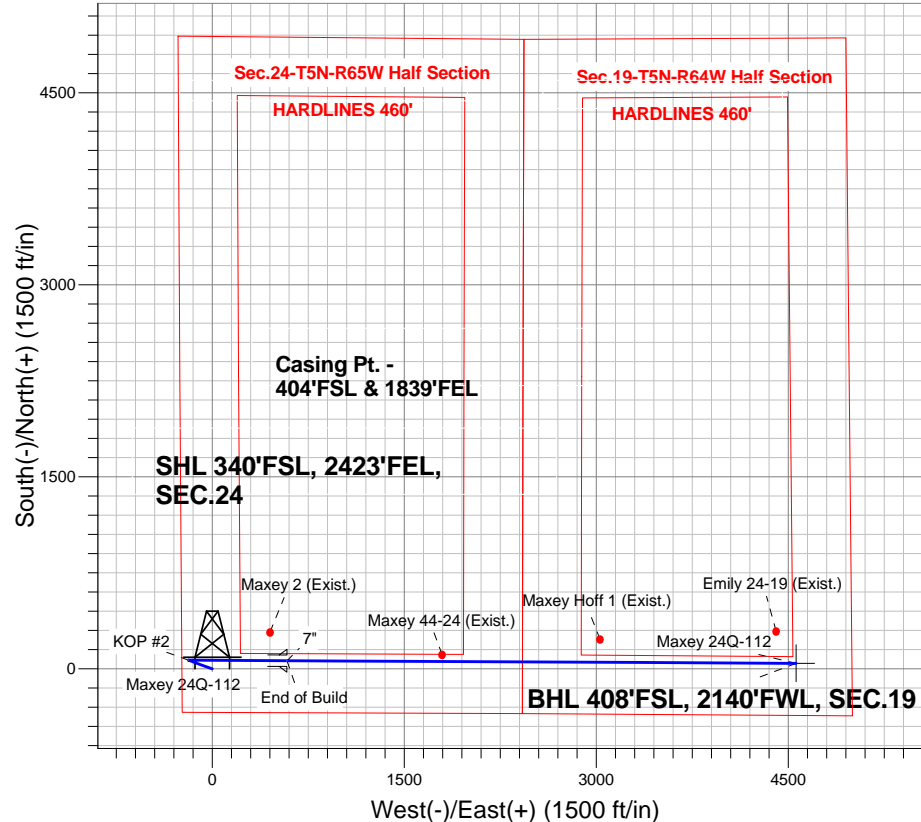 Sec.24-T5N-R65W Half Section
Sec.19-T5N-R64W Half Section
HARDLINES 460'
HARDLINES 460'
4500
3000
1500
0
South(-)/North(+) (1500 ft/in)
Casing Pt. -
404'FSL & 1839'FEL
SHL 340'FSL, 2423'FEL,
SEC.24
Maxey 2 (Exist.)
Maxey 44-24 (Exist.)
Maxey Hoff 1 (Exist.)
Emily 24-19 (Exist.)
KOP #2
7"
Maxey 24Q-112
Maxey 24Q-112
End of Build
BHL 408'FSL, 2140'FWL, SEC.19
0
1500
3000
4500
West(-)/East(+) (1500 ft/in)